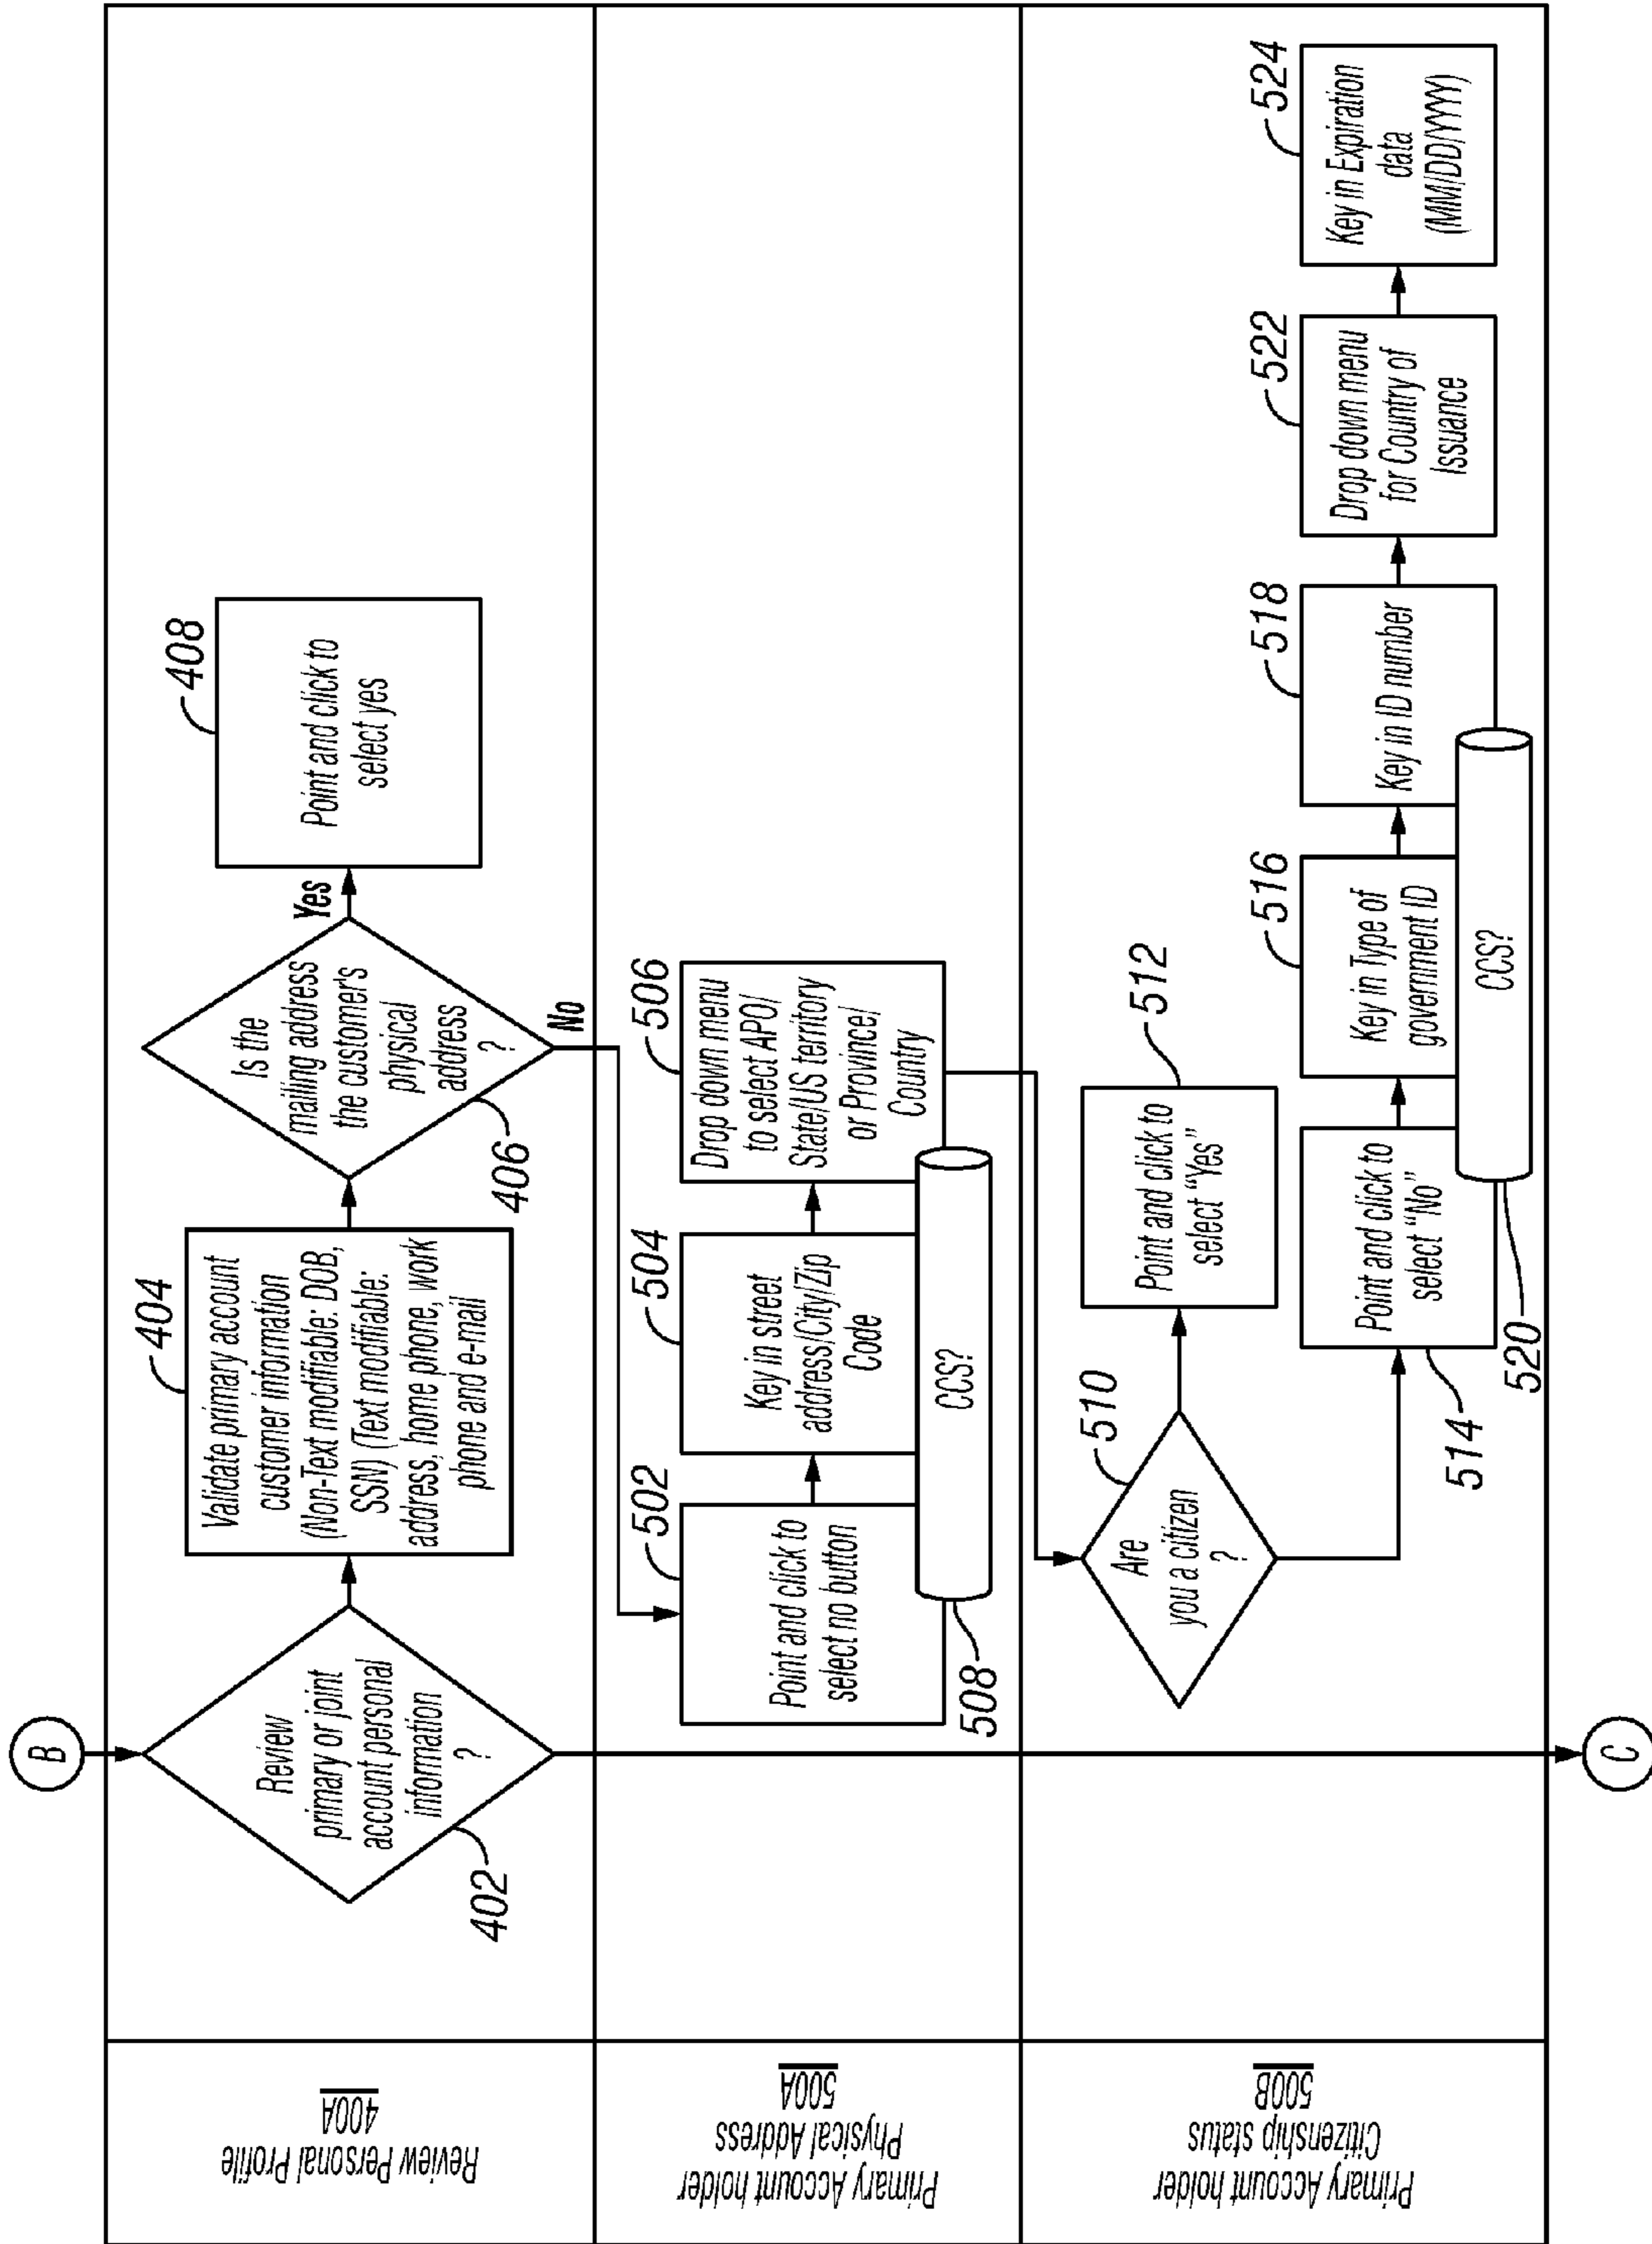 B
Review Personal Profile
400A
Review
primary or joint
account personal
information
?
402
404
Validate primary account
customer information
(Non-Text modifiable: DOB,
SSN) (Text modifiable:
address, home phone, work
phone and e-mail
Is the
mailing address
the customer's
physical
address
?
406
Yes
No
408
Point and click to
select yes
Primary Account holder
Physical Address
500A
502
Point and click to
select no button
504
Key in street
address/City/Zip
Code
506
Drop down menu
to select APO/
State/US territory
or Province/
Country
CCS?
508
Primary Account holder
Citizenship status
500B
510
Are
you a citizen
?
512
Point and click to
select "Yes"
514
Point and click to
select "No"
516
Key in Type of
government ID
518
Key in ID number
CCS?
520
522
Drop down menu
for Country of
Issuance
524
Key in Expiration
data
(MM/DD/YYYY)
C